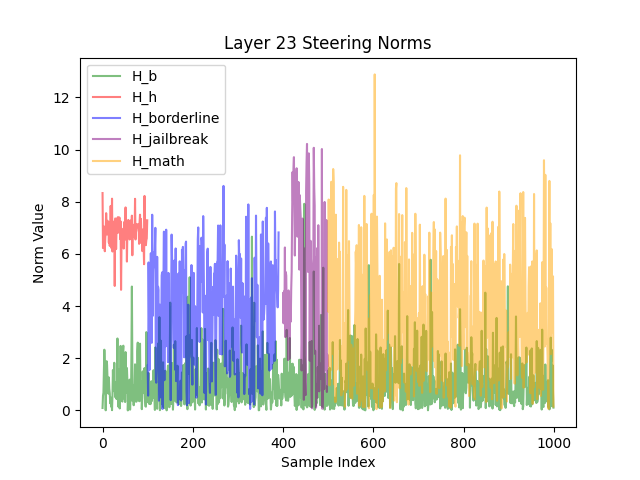 Layer 23 Steering Norms
H_b
H_h
H_borderline
H_jailbreak
H_math
12
10
8
6
4
2
0
Norm Value
0 200 400 600 800 1000
Sample Index